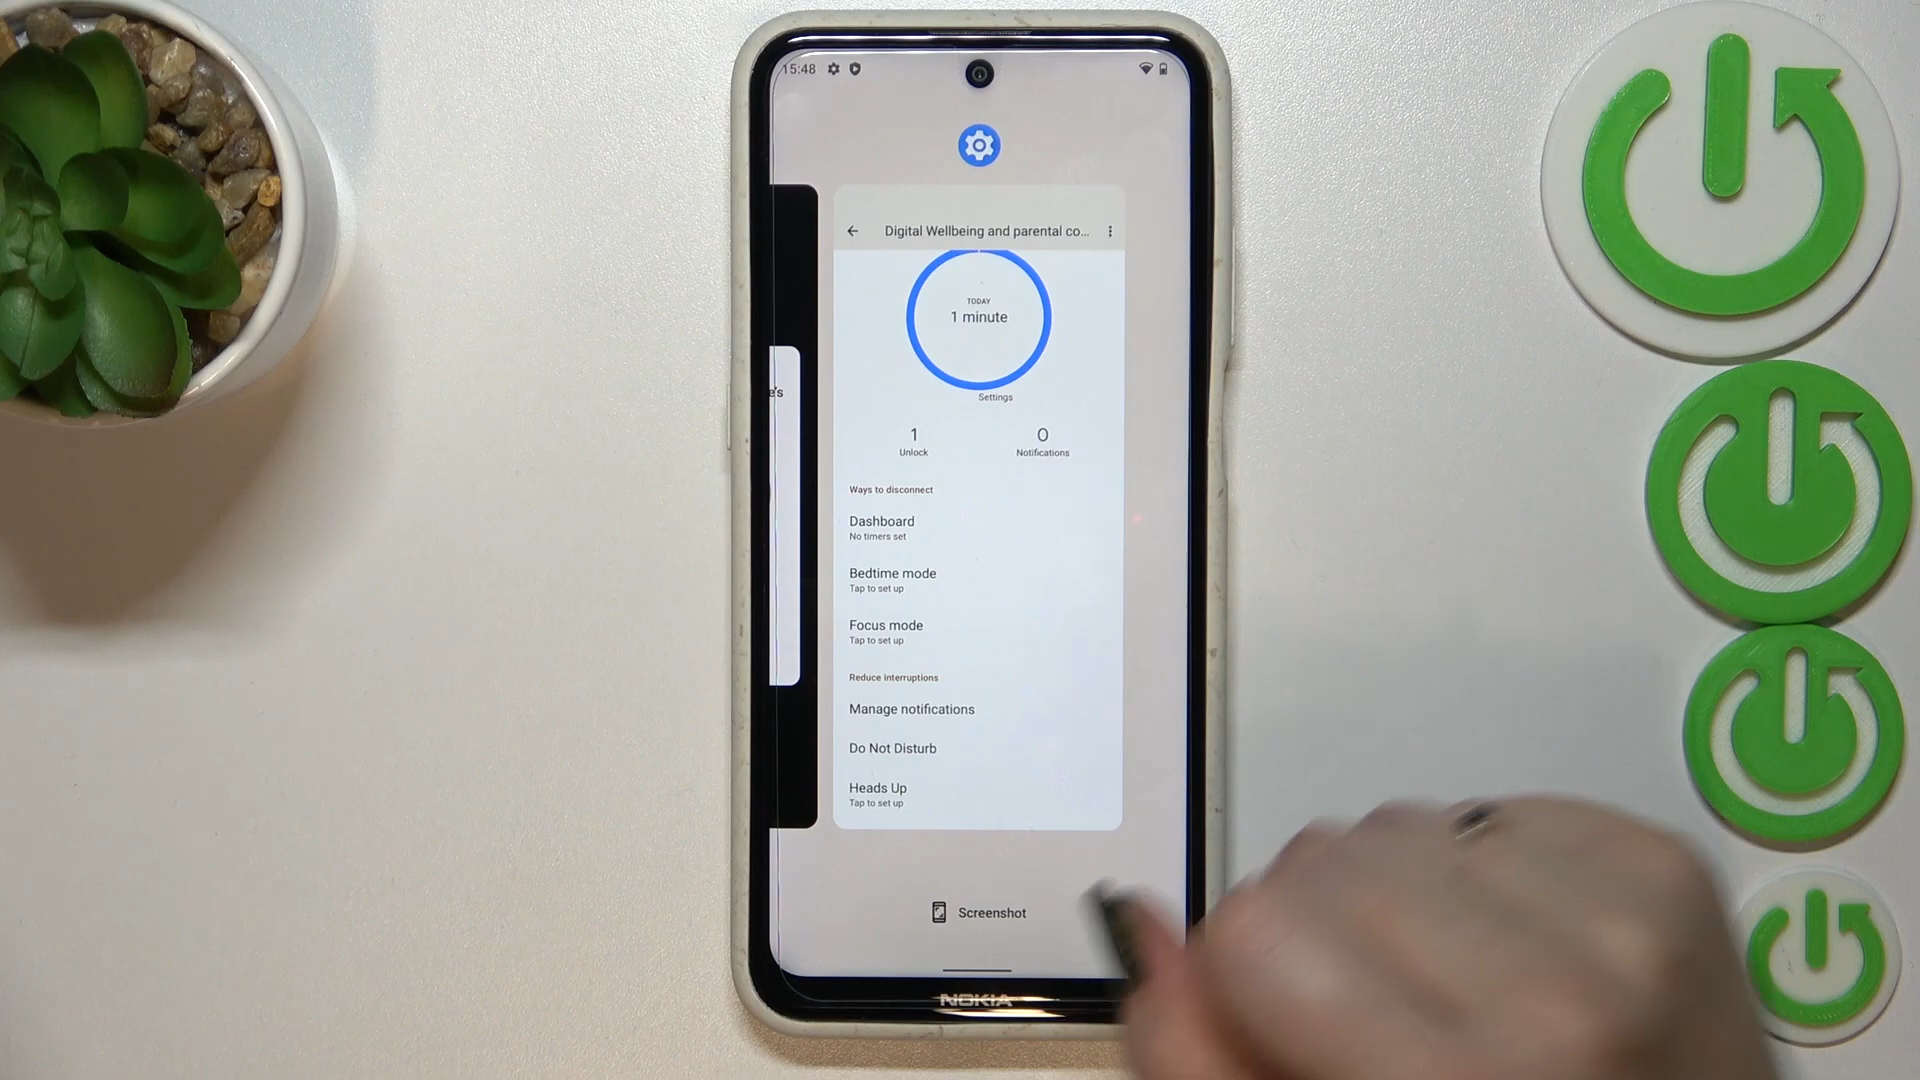 15:48
Digital Wellbeing and parental co...
TODAY
1 minute
Settings
1
Unlock
0
Notifications
Ways to disconnect
Dashboard
No timers set
Bedtime mode
Tap to set up
Focus mode
Tap to set up
Reduce interruptions
Manage notifications
Do Not Disturb
Heads Up
Tap to set up
e's
Screenshot
NOKIA